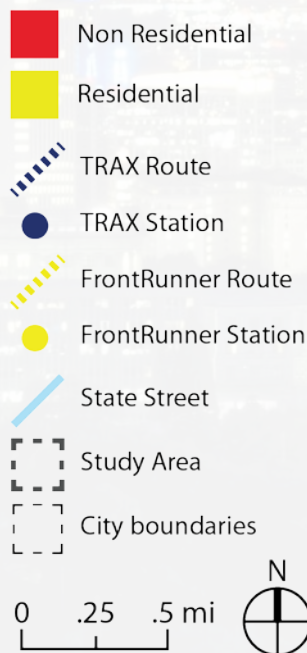 Non Residential
Residential
TRAX Route
TRAX Station
FrontRunner Route
FrontRunner Station
State Street
Study Area
City boundaries
N
0 .25 .5 mi